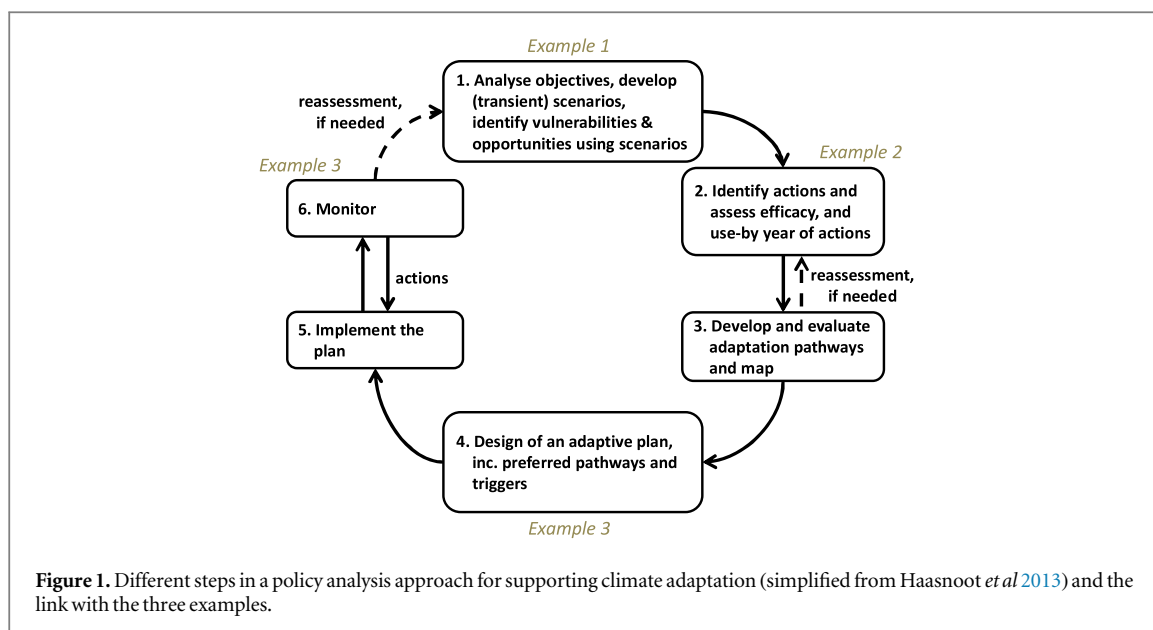 Example 1
1. Analyse objectives, develop
(transient) scenarios,
identify vulnerabilities &
opportunities using scenarios
reassessment,
if needed
Example 2
2. Identify actions and
assess efficacy, and
use-by year of actions
Example 3
6. Monitor
actions
reassessment,
if needed
5. Implement the
plan
3. Develop and evaluate
adaptation pathways
and map
4. Design of an adaptive plan,
inc. preferred pathways and
triggers
Example 3
Figure 1. Different steps in a policy analysis approach for supporting climate adaptation (simplified from Haasnoot et al 2013) and the
link with the three examples.